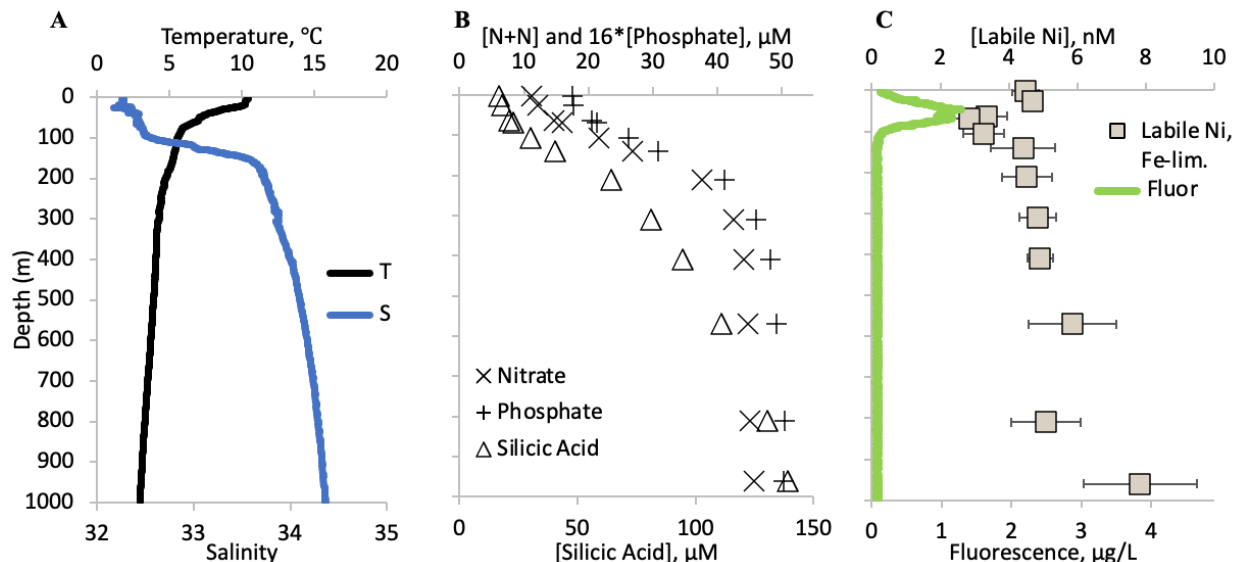 A
Temperature, °C
0 5 10 15 20
0
100
200
300
400
500
600
700
800
900
1000
Depth (m)
T
S
32 33 34 35
Salinity
B
[N+N] and 16*[Phosphate], µM
0 10 20 30 40 50
Nitrate
Phosphate
Silicic Acid
0 50 100 150
[Silicic Acid], µM
C
[Labile Ni], nM
0 2 4 6 8 10
Labile Ni,
Fe-lim.
Fluor
0 1 2 3 4
Fluorescence, µg/L